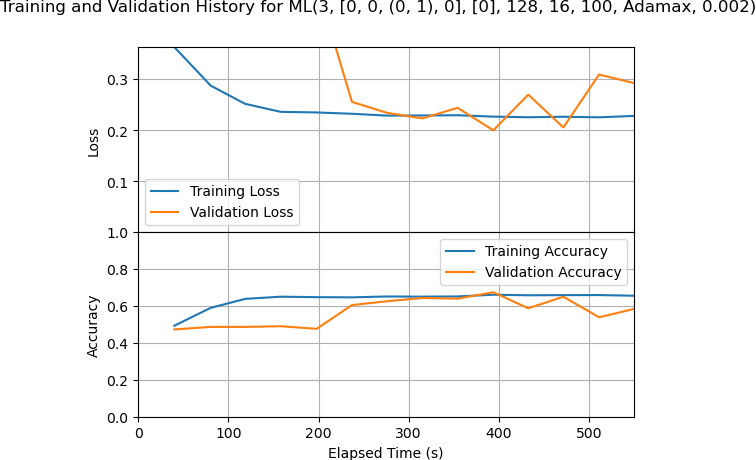 Training and Validation History for ML(3, [0, 0, (0, 1), 0], [0], 128, 16, 100, Adamax, 0.002)
0.3
0.2
0.1
Loss
Training Loss
Validation Loss
1.0
0.8
0.6
0.4
0.2
0.0
Accuracy
Training Accuracy
Validation Accuracy
0 100 200 300 400 500
Elapsed Time (s)